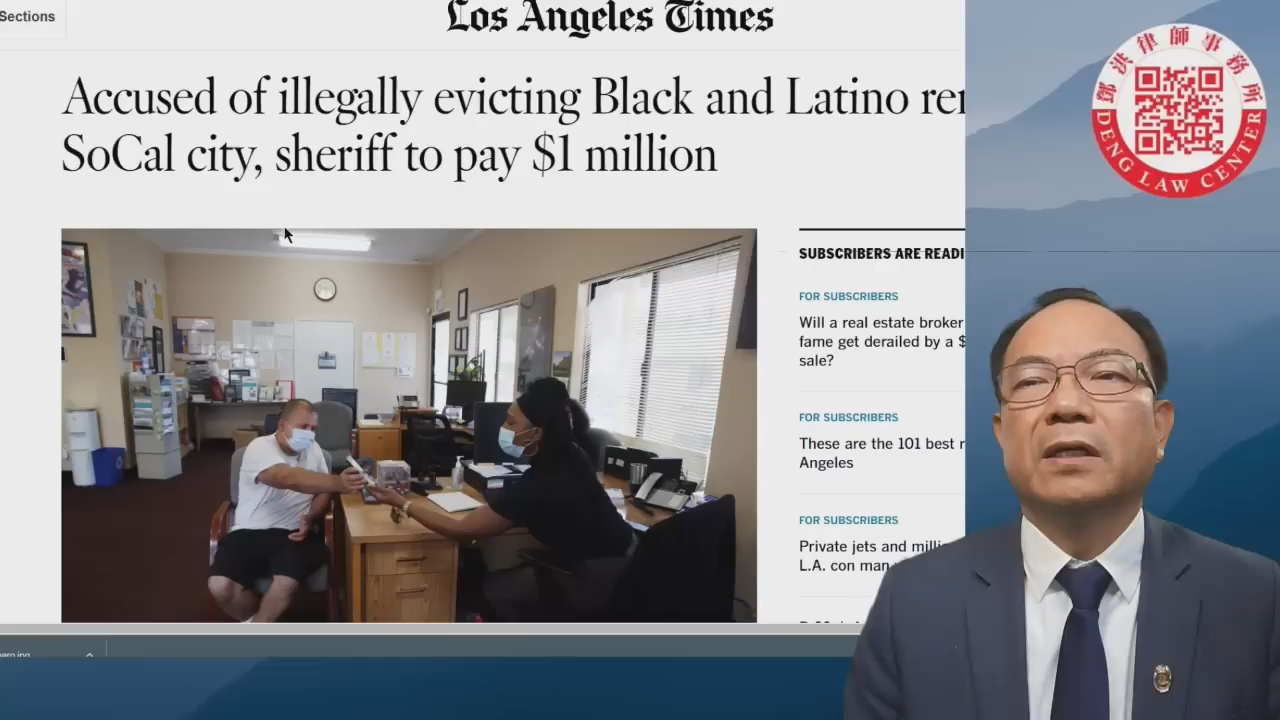 Sections
Los Angeles Times
Accused of illegally evicting Black and Latino ren
SoCal city, sheriff to pay $1 million
SUBSCRIBERS ARE READI
FOR SUBSCRIBERS
Will a real estate broker
fame get derailed by a $
sale?
FOR SUBSCRIBERS
These are the 101 best r
Angeles
FOR SUBSCRIBERS
Private jets and milli
L.A. con man
鄧洪律師事務所
DENG LAW CENTER